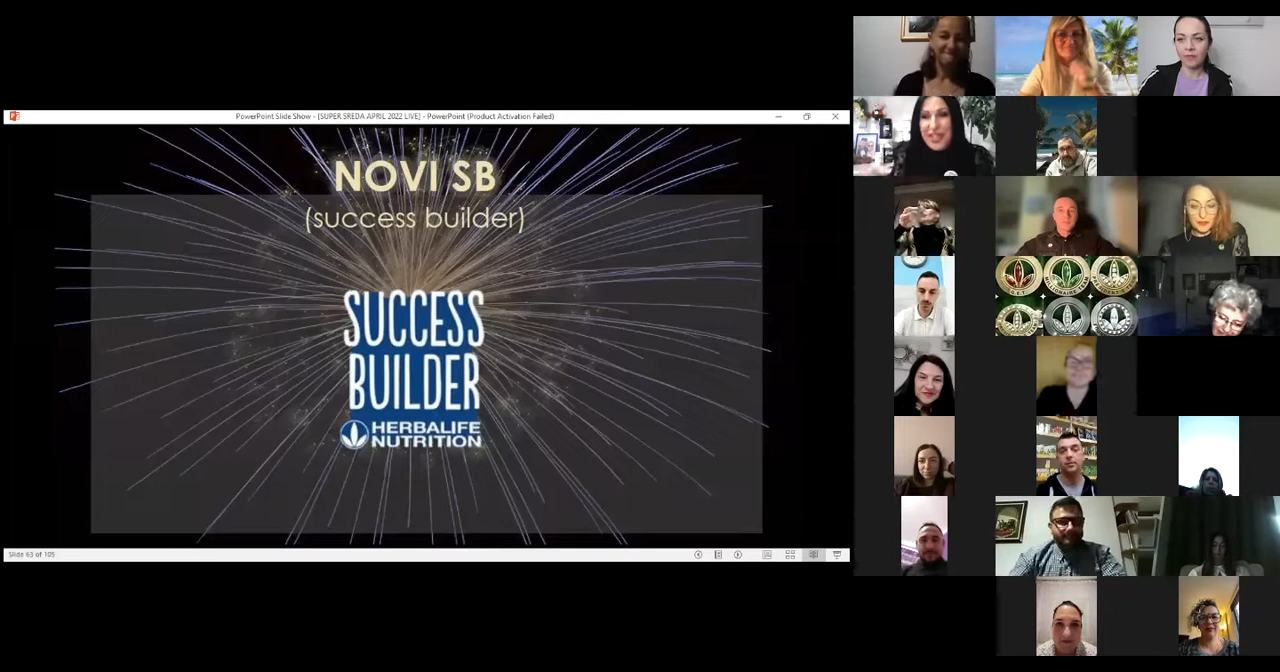 PowerPoint Slide Show - [SUPER SREDA APRIL 2022 LIVE] - PowerPoint (Product Activation Failed)
NOVI SB
(success builder)
SUCCESS
BUILDER
HERBALIFE
NUTRITION
Slide 63 of 105